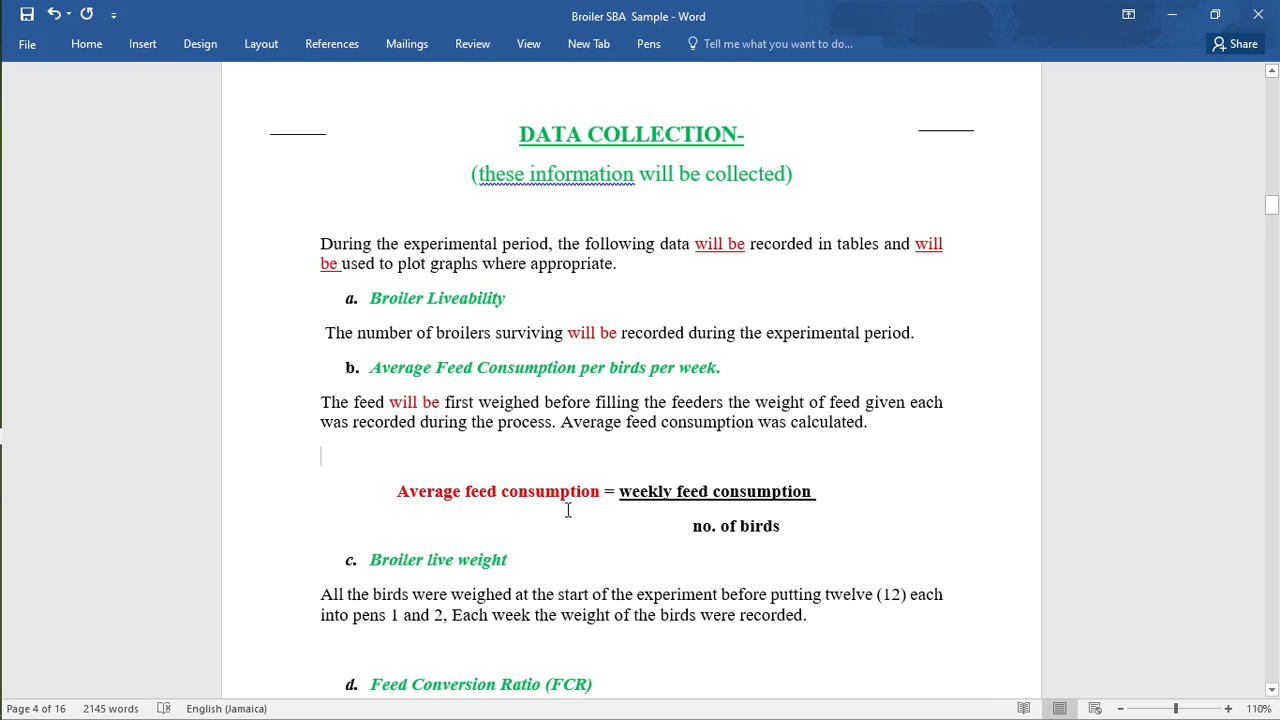 Broiler SBA Sample - Word
File Home Insert Design Layout References Mailings Review View New Tab Pens Tell me what you want to do... Share
DATA COLLECTION-
(these information will be collected)
During the experimental period, the following data will be recorded in tables and will
be used to plot graphs where appropriate.
a. Broiler Liveability
The number of broilers surviving will be recorded during the experimental period.
b. Average Feed Consumption per birds per week.
The feed will be first weighed before filling the feeders the weight of feed given each
was recorded during the process. Average feed consumption was calculated.
Average feed consumption = weekly feed consumption
no. of birds
c. Broiler live weight
All the birds were weighed at the start of the experiment before putting twelve (12) each
into pens 1 and 2, Each week the weight of the birds were recorded.
d. Feed Conversion Ratio (FCR)
Page 4 of 16 2145 words English (Jamaica) 110%